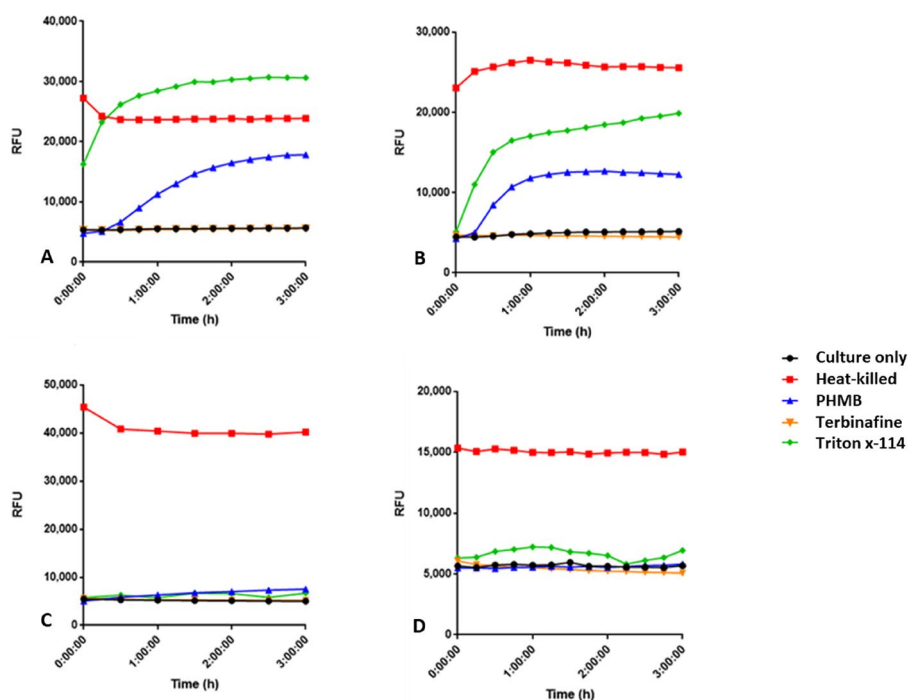 40,000
30,000
20,000
10,000
0
RFU
A
0:00:00
1:00:00
2:00:00
3:00:00
Time (h)
30,000
20,000
10,000
0
RFU
B
0:00:00
1:00:00
2:00:00
3:00:00
Time (h)
50,000
40,000
30,000
20,000
10,000
0
RFU
C
0:00:00
1:00:00
2:00:00
3:00:00
Time (h)
20,000
15,000
10,000
5,000
0
RFU
D
0:00:00
1:00:00
2:00:00
3:00:00
Time (h)
Culture only
Heat-killed
PHMB
Terbinafine
Triton x-114